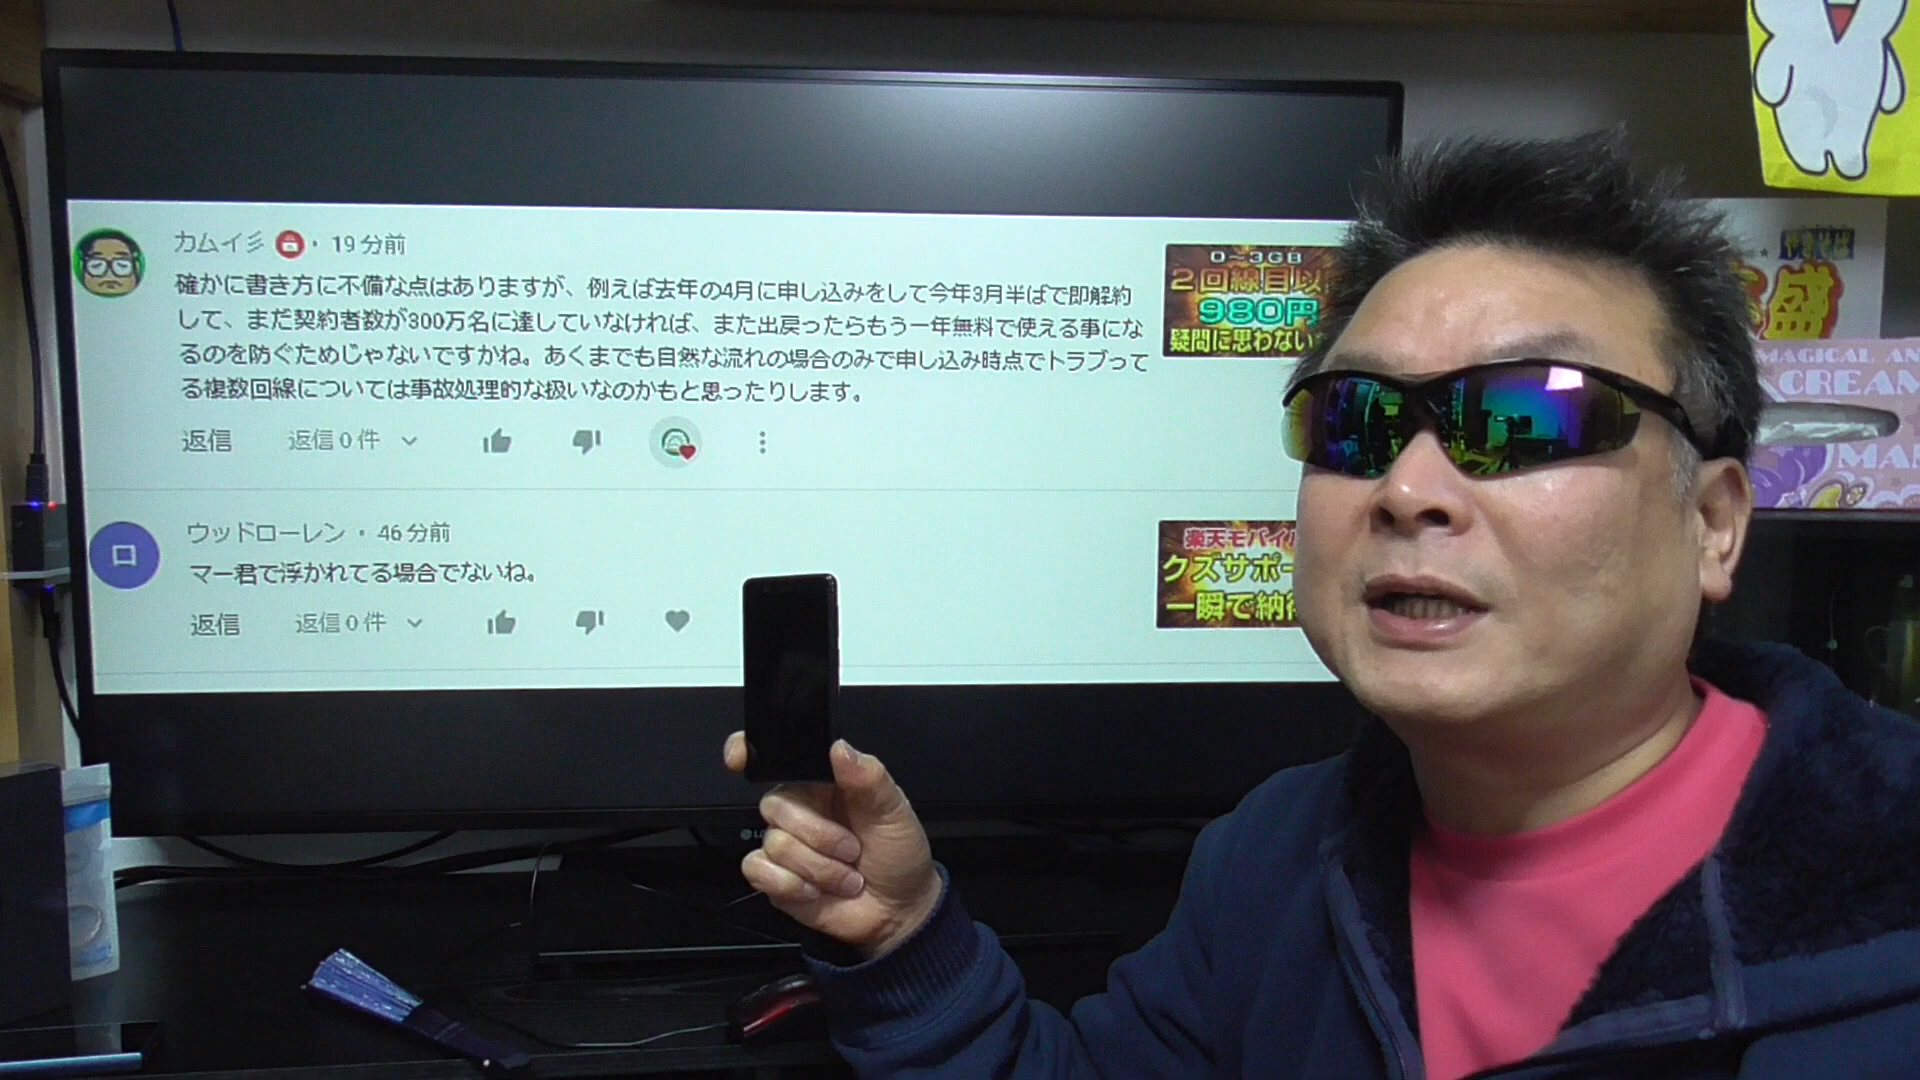 カムイ彡 ・ 19 分前
確かに書き方に不備な点はありますが、例えば去年の4月に申し込みをして今年3月半ばで即解約
して、まだ契約者数が300万名に達していなければ、また出戻ったらもう一年無料で使える事にな
るのを防ぐためじゃないですかね。あくまでも自然な流れの場合のみで申し込み時点でトラブって
る複数回線については事故処理的な扱いなのかもと思ったりします。
返信 返信 0 件
0～3GB
2回線目以
980円
疑問に思わない
ロ
ウッドローレン ・ 46 分前
マー君で浮かれてる場合でないね。
返信 返信 0 件
楽天モバイル
クズサポー
一瞬で納得
盛
MAGICAL AN
CREAM